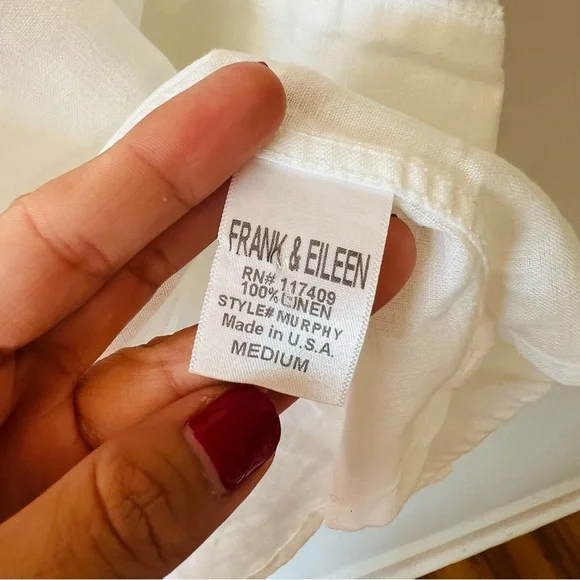 FRANK & EILEEN
RN# 117409
100% LINEN
STYLE# MURPHY
Made in U.S.A.
MEDIUM